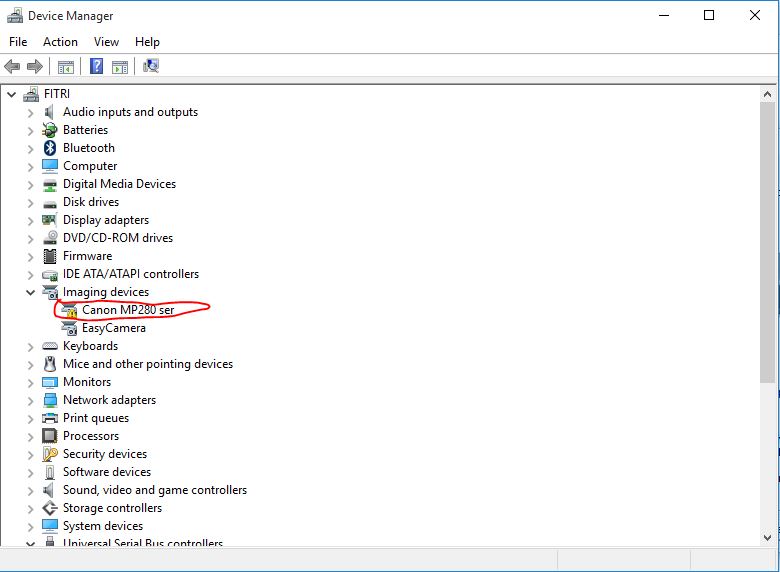 Device Manager
File Action View Help
FITRI
Audio inputs and outputs
Batteries
Bluetooth
Computer
Digital Media Devices
Disk drives
Display adapters
DVD/CD-ROM drives
Firmware
IDE ATA/ATAPI controllers
Imaging devices
Canon MP280 ser
EasyCamera
Keyboards
Mice and other pointing devices
Monitors
Network adapters
Print queues
Processors
Security devices
Software devices
Sound, video and game controllers
Storage controllers
System devices
Universal Serial Bus controllers